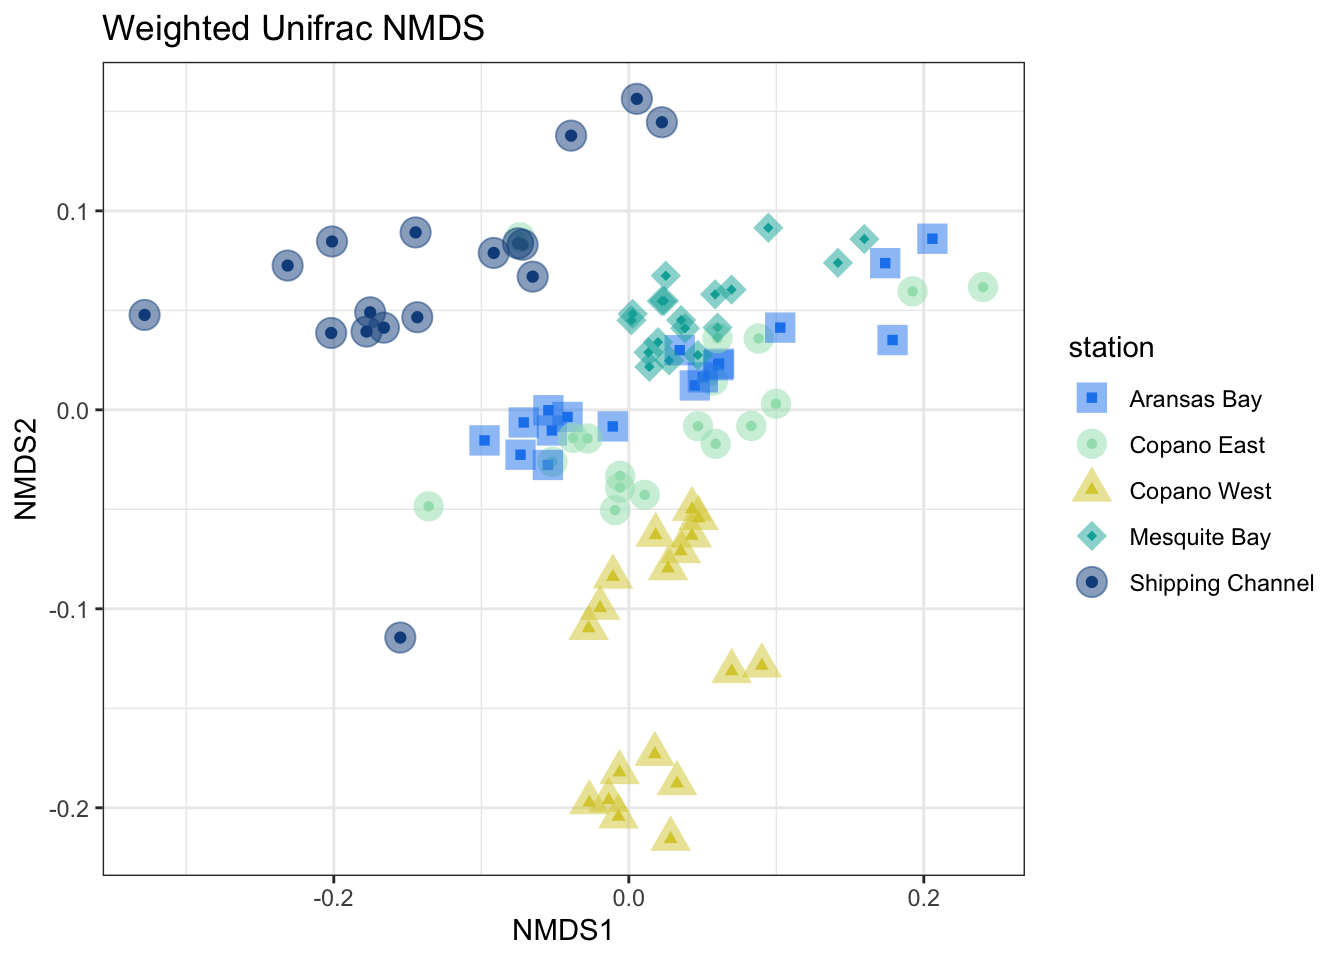 Weighted Unifrac NMDS
0.1
0.0
-0.1
-0.2
NMDS2
-0.2
0.0
0.2
NMDS1
station
Aransas Bay
Copano East
Copano West
Mesquite Bay
Shipping Channel